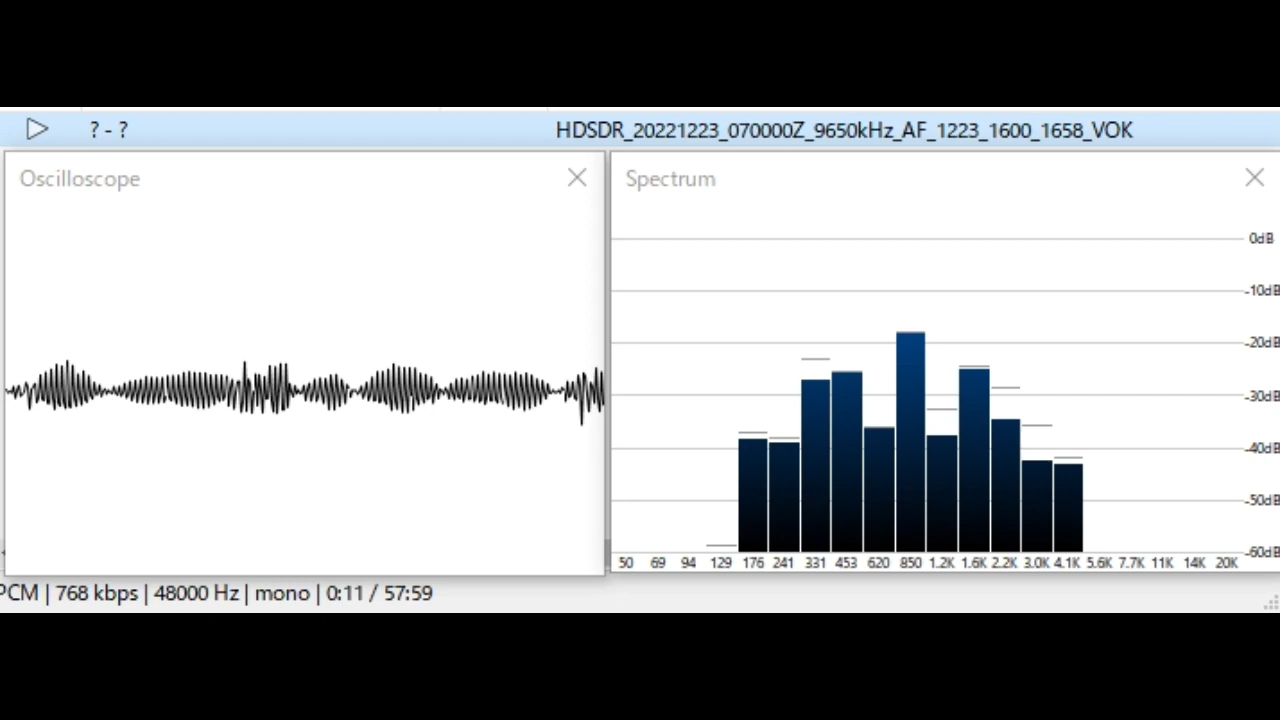 ? - ? HDSDR_20221223_070000Z_9650kHz_AF_1223_1600_1658_VOK
Oscilloscope
Spectrum
0dB
-10dB
-20dB
-30dB
-40dB
-50dB
-60dB
50 69 94 129 176 241 331 453 620 850 1.2K 1.6K 2.2K 3.0K 4.1K 5.6K 7.7K 11K 14K 20K
PCM | 768 kbps | 48000 Hz | mono | 0:11 / 57:59